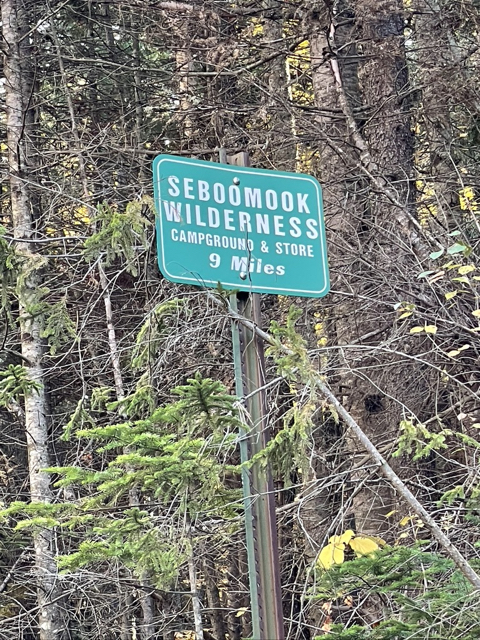 SEBOOMOOK
WILDERNESS
CAMPGROUND & STORE
9 Miles